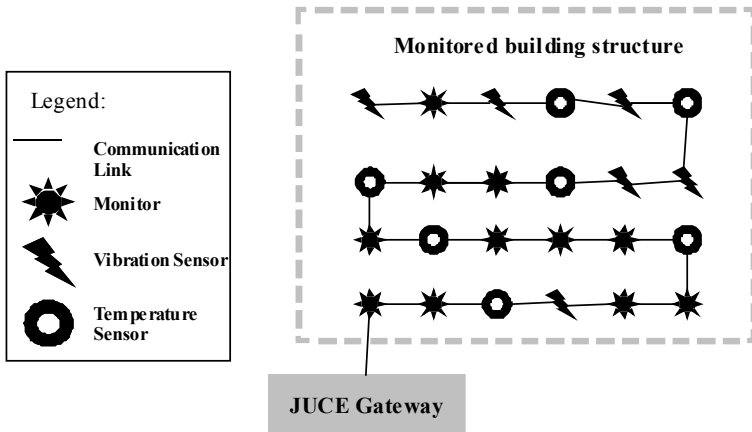 Monitored building structure
Legend:
Communication
Link
Monitor
Vibration Sensor
Temperature
Sensor
JUCE Gateway